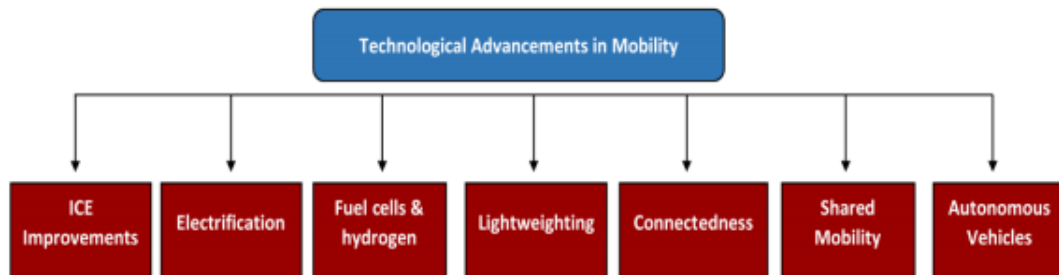 Technological Advancements in Mobility
ICE
Improvements
Electrification
Fuel cells &
hydrogen
Lightweighting
Connectedness
Shared
Mobility
Autonomous
Vehicles